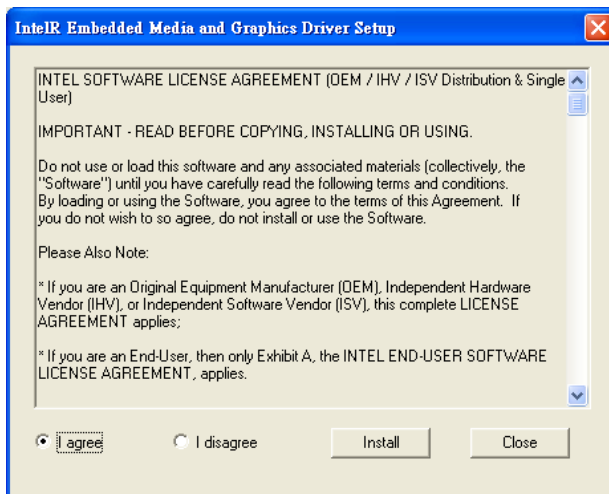 IntelR Embedded Media and Graphics Driver Setup
INTEL SOFTWARE LICENSE AGREEMENT (OEM / IHV / ISV Distribution & Single
User)
IMPORTANT - READ BEFORE COPYING, INSTALLING OR USING.
Do not use or load this software and any associated materials (collectively, the
"Software") until you have carefully read the following terms and conditions.
By loading or using the Software, you agree to the terms of this Agreement.  If
you do not wish to so agree, do not install or use the Software.
Please Also Note:
* If you are an Original Equipment Manufacturer (OEM), Independent Hardware
Vendor (IHV), or Independent Software Vendor (ISV), this complete LICENSE
AGREEMENT applies;
* If you are an End-User, then only Exhibit A, the INTEL END-USER SOFTWARE
LICENSE AGREEMENT, applies.
I agree I disagree Install Close